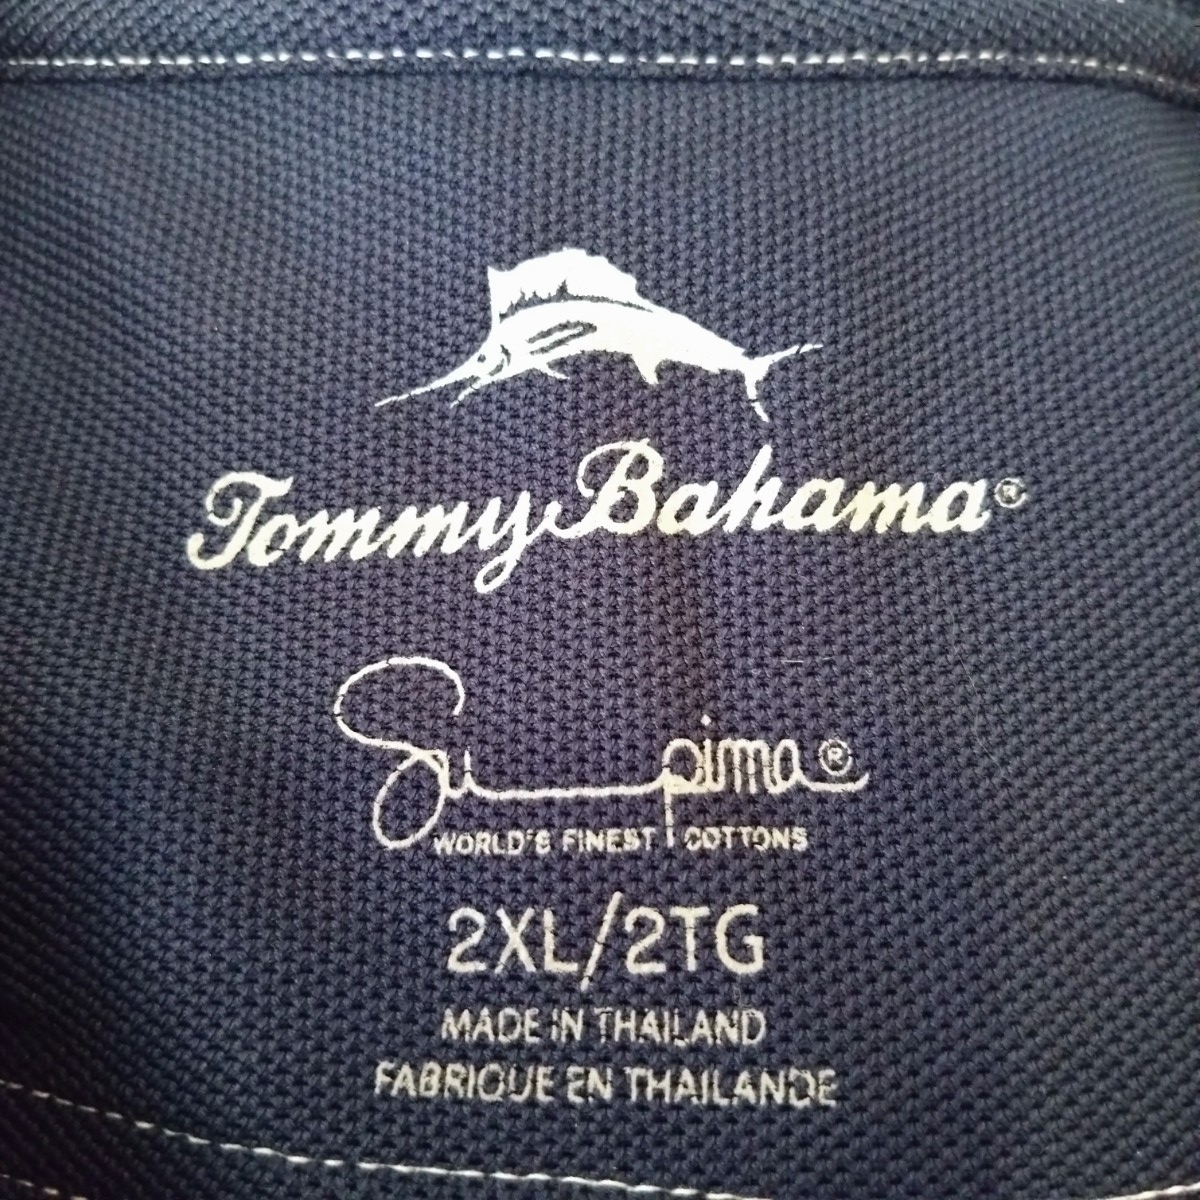 Tommy Bahama®
Supima®
WORLD'S FINEST COTTONS
2XL/2TG
MADE IN THAILAND
FABRIQUE EN THAILANDE